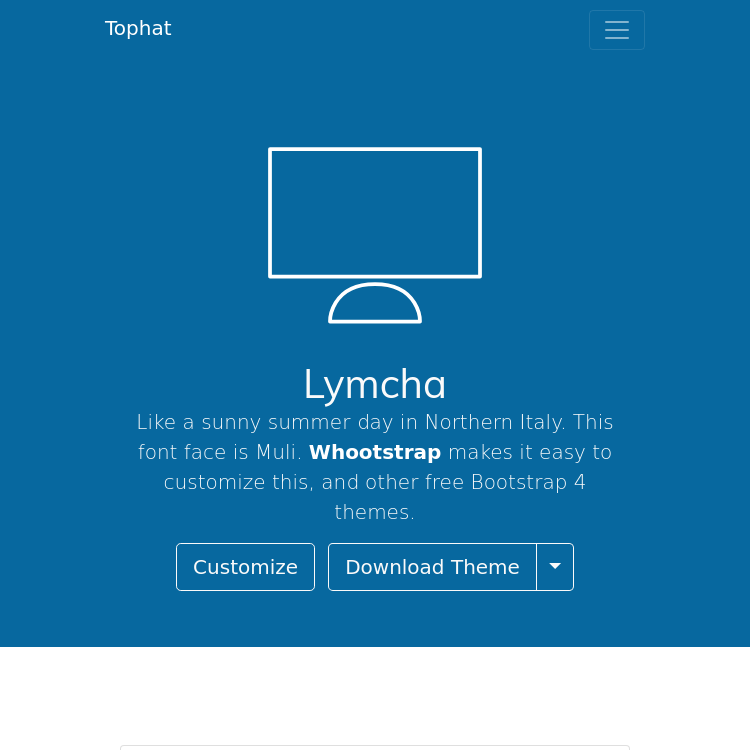 Tophat
Lymcha
Like a sunny summer day in Northern Italy. This
font face is Muli. Whootstrap makes it easy to
customize this, and other free Bootstrap 4
themes.
Customize
Download Theme